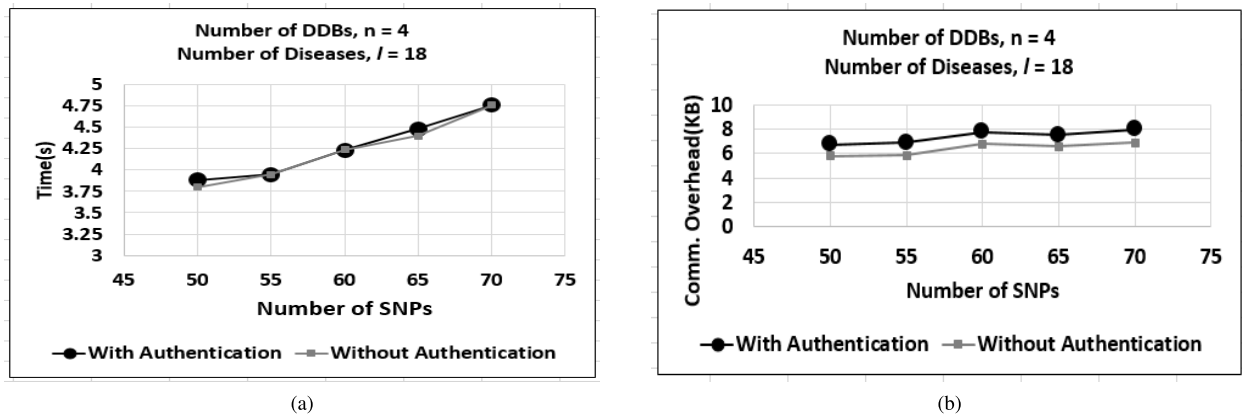 Number of DDBs, n = 4
Number of Diseases, l = 18
Time(s)
5
4.75
4.5
4.25
4
3.75
3.5
3.25
3
45 50 55 60 65 70 75
Number of SNPs
With Authentication Without Authentication
(a)
Number of DDBs, n = 4
Number of Diseases, l = 18
Comm. Overhead(KB)
10
8
6
4
2
0
45 50 55 60 65 70 75
Number of SNPs
With Authentication Without Authentication
(b)